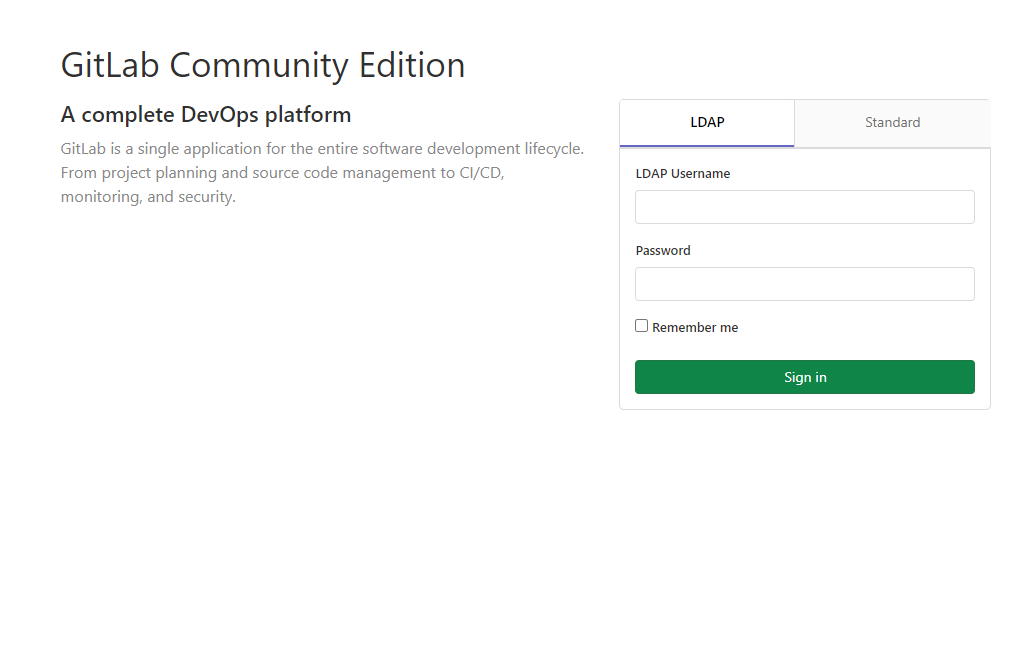 GitLab Community Edition
A complete DevOps platform
GitLab is a single application for the entire software development lifecycle.
From project planning and source code management to CI/CD,
monitoring, and security.
LDAP
Standard
LDAP Username
Password
Remember me
Sign in